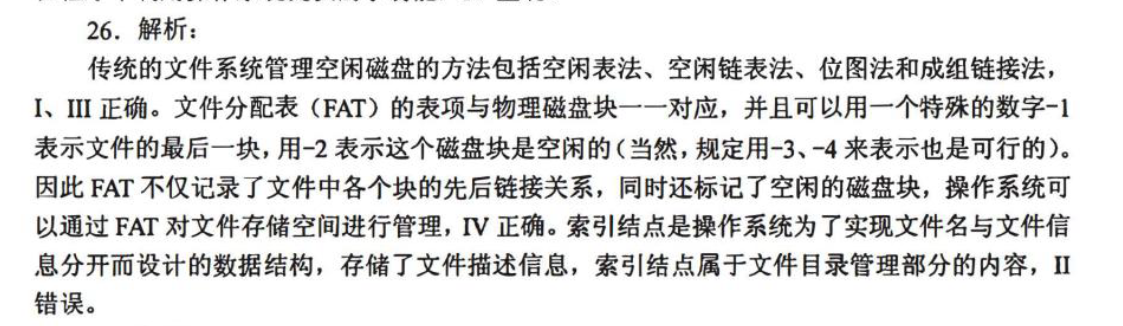 26．解析：
传统的文件系统管理空闲磁盘的方法包括空闲表法、空闲链表法、位图法和成组链接法，
I、III 正确。文件分配表（FAT）的表项与物理磁盘块一一对应，并且可以用一个特殊的数字-1
表示文件的最后一块，用-2 表示这个磁盘块是空闲的（当然，规定用-3、-4 来表示也是可行的）。
因此 FAT 不仅记录了文件中各个块的先后链接关系，同时还标记了空闲的磁盘块，操作系统可
以通过 FAT 对文件存储空间进行管理，IV 正确。索引结点是操作系统为了实现文件名与文件信
息分开而设计的数据结构，存储了文件描述信息，索引结点属于文件目录管理部分的内容，II
错误。